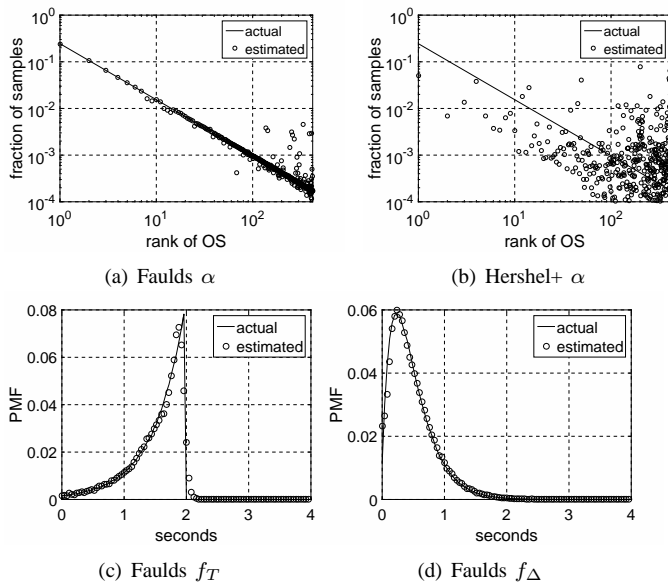 10^0
10^-1
10^-2
10^-3
10^-4
fraction of samples
actual
estimated
10^0 10^1 10^2
rank of OS
(a) Faulds α
10^0
10^-1
10^-2
10^-3
10^-4
fraction of samples
actual
estimated
10^0 10^1 10^2
rank of OS
(b) Hershel+ α
0.08
0.06
0.04
0.02
0
PMF
actual
estimated
0 1 2 3 4
seconds
(c) Faulds f_T
0.06
0.04
0.02
0
PMF
actual
estimated
0 1 2 3 4
seconds
(d) Faulds f_Δ